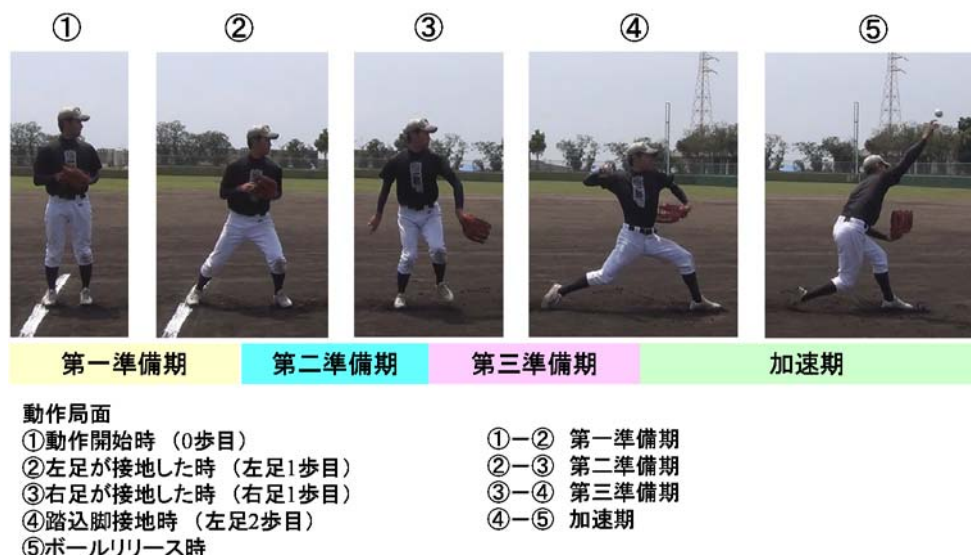 ① ② ③ ④ ⑤
第一準備期 第二準備期 第三準備期 加速期
動作局面
①動作開始時 (0歩目)
②左足が接地した時 (左足1歩目)
③右足が接地した時 (右足1歩目)
④踏込脚接地時 (左足2歩目)
⑤ボールリリース時
①－② 第一準備期
②－③ 第二準備期
③－④ 第三準備期
④－⑤ 加速期